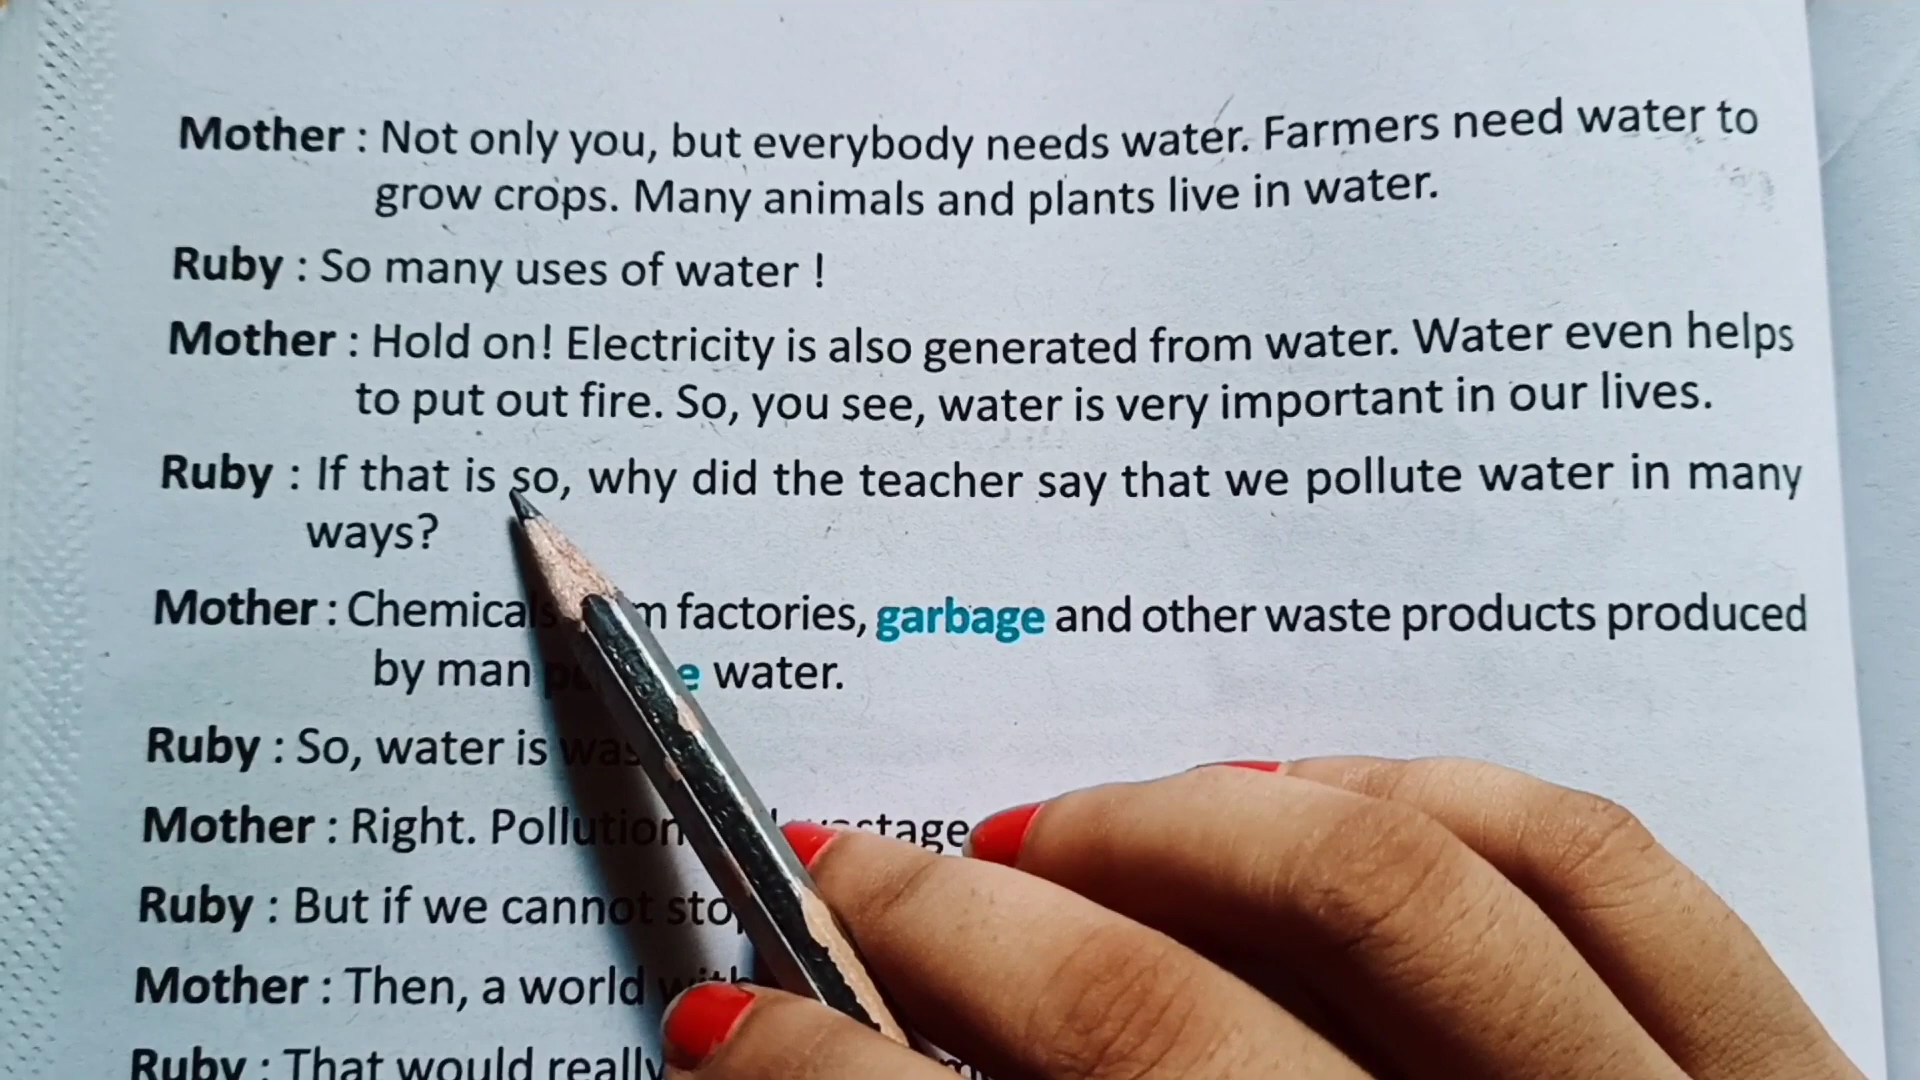 Mother : Not only you, but everybody needs water. Farmers need water to
grow crops. Many animals and plants live in water.
Ruby : So many uses of water !
Mother : Hold on! Electricity is also generated from water. Water even helps
to put out fire. So, you see, water is very important in our lives.
Ruby : If that is so, why did the teacher say that we pollute water in many
ways?
Mother : Chemicals factories, garbage and other waste products produced
by man water.
Ruby : So, water is
Mother : Right. Pollution wastage
Ruby : But if we cannot
Mother : Then, a world
Ruby : That would really